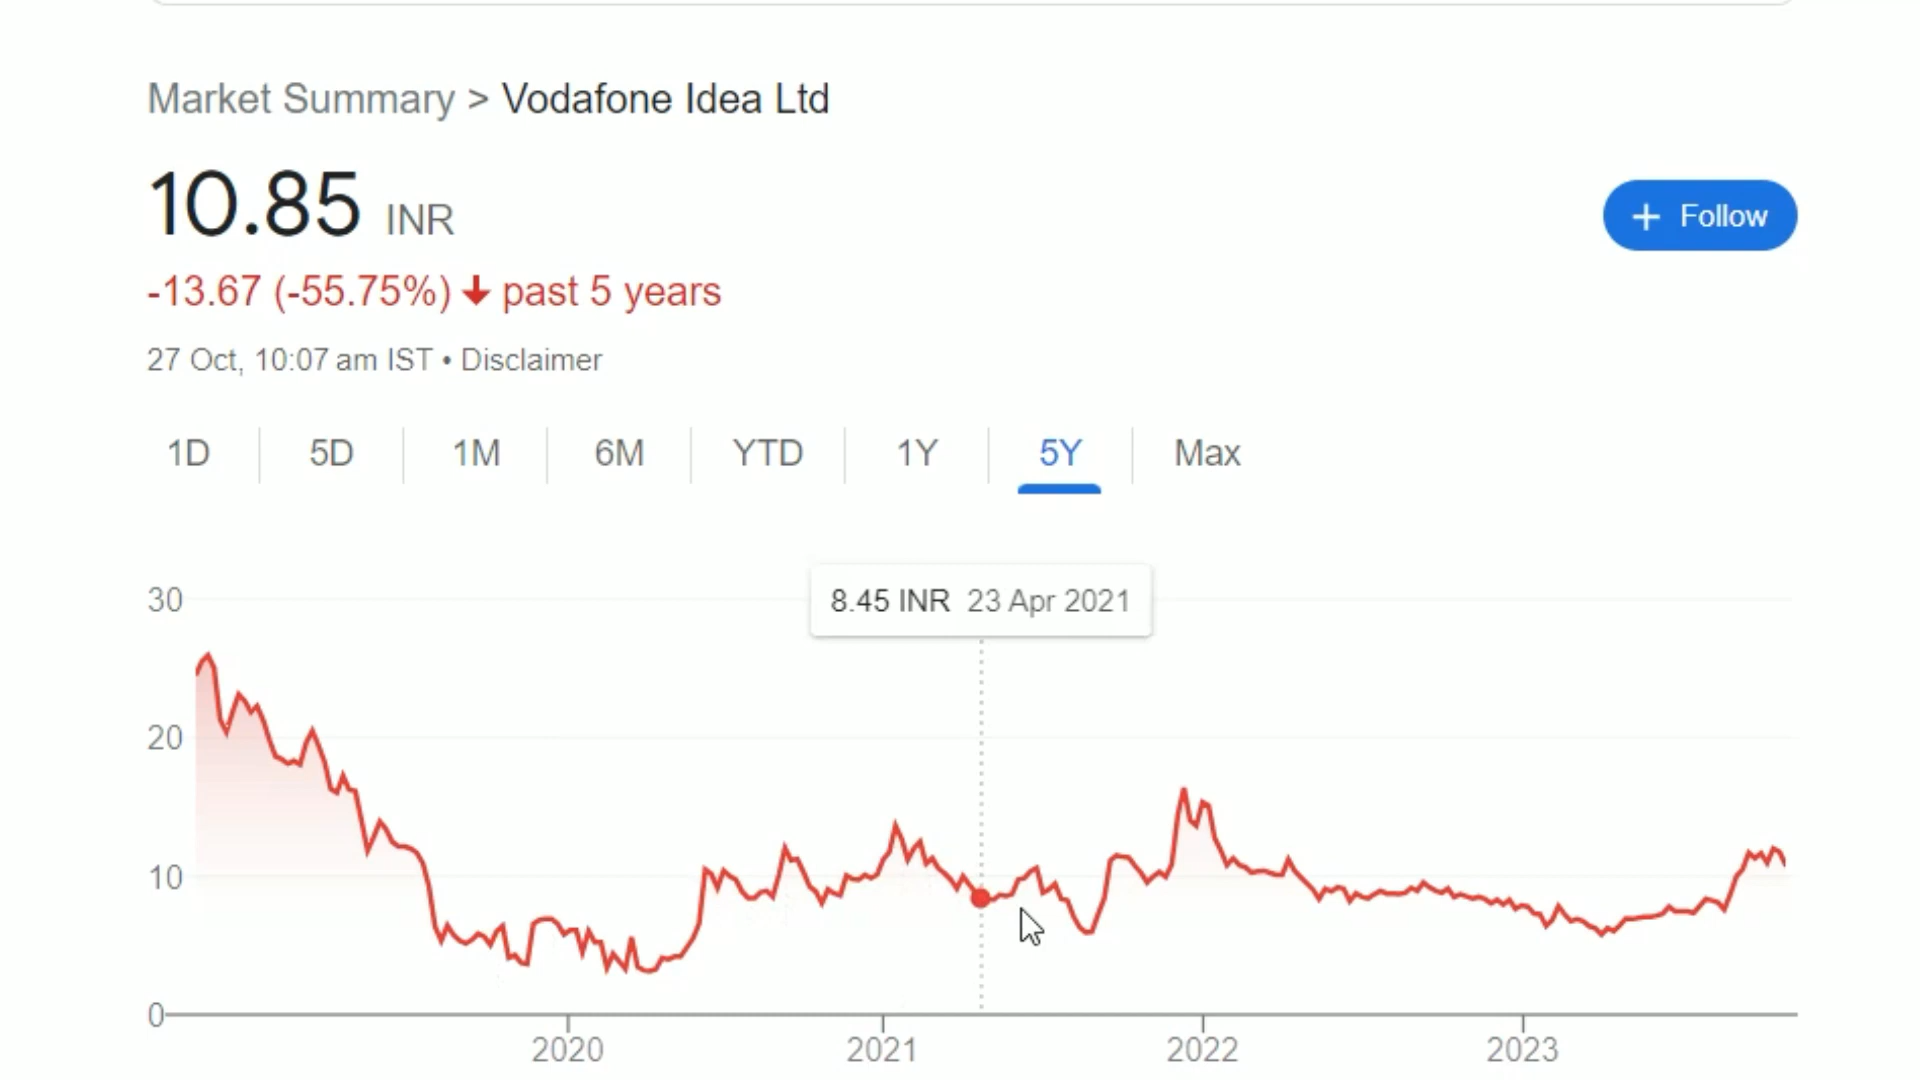 Market Summary > Vodafone Idea Ltd
10.85 INR
+ Follow
-13.67 (-55.75%) ↓ past 5 years
27 Oct, 10:07 am IST • Disclaimer
1D 5D 1M 6M YTD 1Y 5Y Max
8.45 INR 23 Apr 2021
30
20
10
0
2020 2021 2022 2023